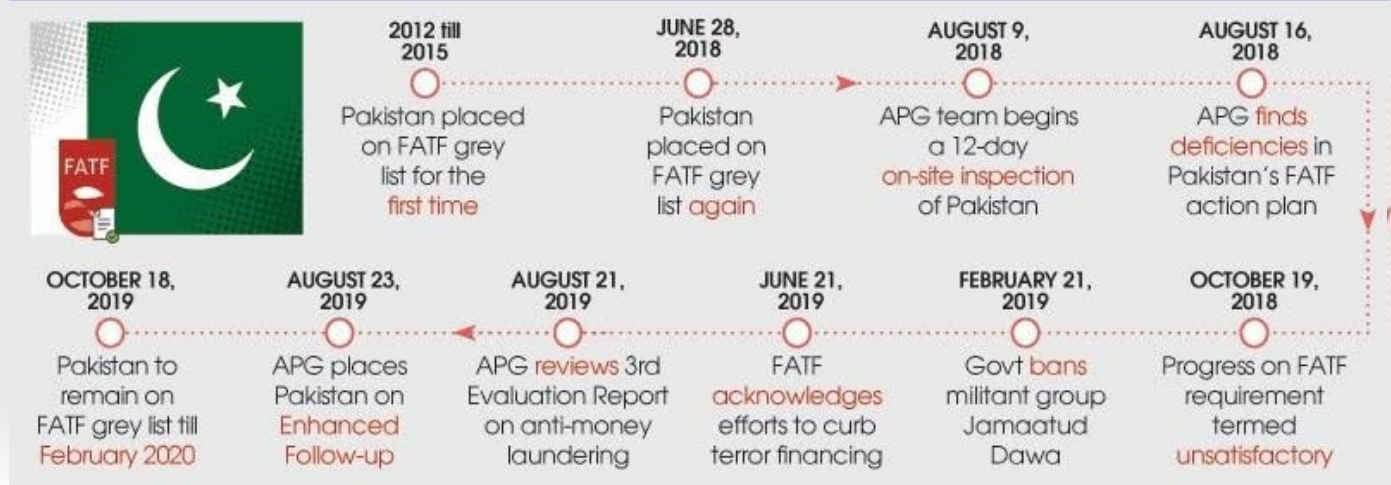 FATF
2012 till
2015
Pakistan placed
on FATF grey
list for the
first time
JUNE 28,
2018
Pakistan
placed on
FATF grey
list again
AUGUST 9,
2018
APG team begins
a 12-day
on-site inspection
of Pakistan
AUGUST 16,
2018
APG finds
deficiencies in
Pakistan's FATF
action plan
OCTOBER 19,
2018
Progress on FATF
requirement
termed
unsatisfactory
FEBRUARY 21,
2019
Govt bans
militant group
Jamaatud
Dawa
JUNE 21,
2019
FATF
acknowledges
efforts to curb
terror financing
AUGUST 21,
2019
APG reviews 3rd
Evaluation Report
on anti-money
laundering
AUGUST 23,
2019
APG places
Pakistan on
Enhanced
Follow-up
OCTOBER 18,
2019
Pakistan to
remain on
FATF grey list till
February 2020